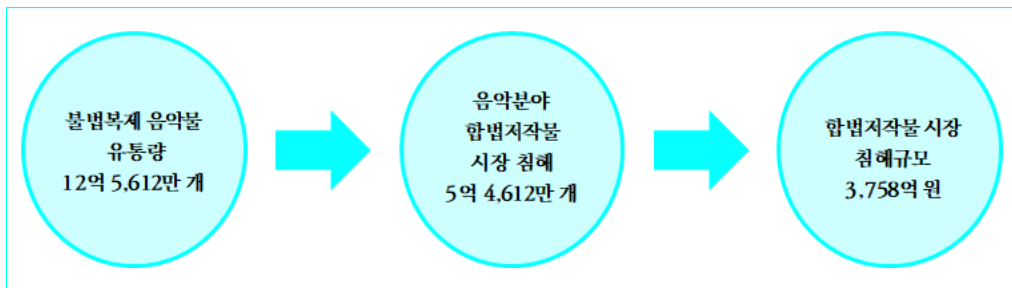 불법복제 음악물
유통량
12억 5,612만 개
음악분야
합법저작물
시장 침해
5억 4,612만 개
합법저작물 시장
침해규모
3,758억 원